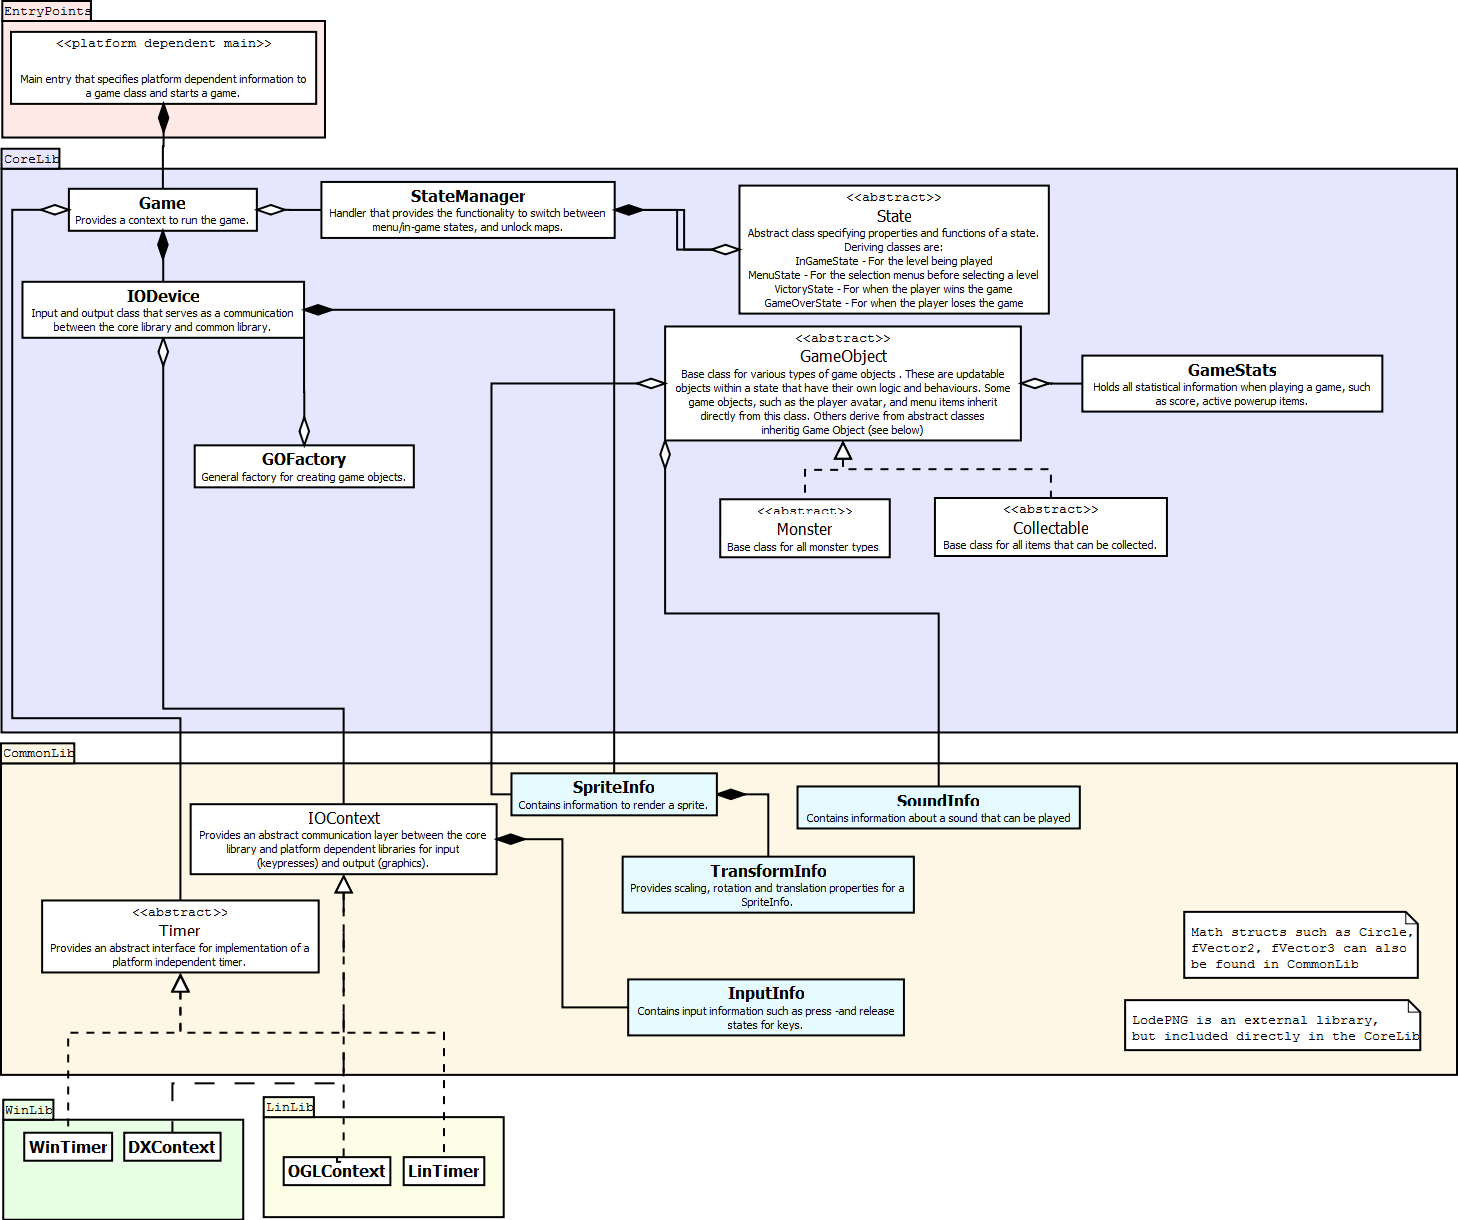 EntryPoints
<<platform dependent main>>
Main entry that specifies platform dependent information to
a game class and starts a game.
CoreLib
Game
Provides a context to run the game.
StateManager
Handler that provides the functionality to switch between
menu/in-game states, and unlock maps.
<<abstract>>
State
Abstract class specifying properties and functions of a state.
Deriving classes are:
InGameState - For the level being played
MenuState - For the selection menus before selecting a level
VictoryState - For when the player wins the game
GameOverState - For when the player loses the game
IODevice
Input and output class that serves as a communication
between the core library and common library.
<<abstract>>
GameObject
Base class for various types of game objects . These are updatable
objects within a state that have their own logic and behaviours. Some
game objects, such as the player avatar, and menu items inherit
directly from this class. Others derive from abstract classes
inheritig Game Object (see below)
GameStats
Holds all statistical information when playing a game, such
as score, active powerup items.
GOFactory
General factory for creating game objects.
<<abstract>>
Monster
Base class for all monster types
<<abstract>>
Collectable
Base class for all items that can be collected.
CommonLib
SpriteInfo
Contains information to render a sprite.
SoundInfo
Contains information about a sound that can be played
IOContext
Provides an abstract communication layer between the core
library and platform dependent libraries for input
(keypresses) and output (graphics).
TransformInfo
Provides scaling, rotation and translation properties for a
SpriteInfo.
<<abstract>>
Timer
Provides an abstract interface for implementation of a
platform independent timer.
Math structs such as Circle,
fVector2, fVector3 can also
be found in CommonLib
InputInfo
Contains input information such as press -and release
states for keys.
LodePNG is an external library,
but included directly in the CoreLib
WinLib
WinTimer
DXContext
LinLib
OGLContext
LinTimer